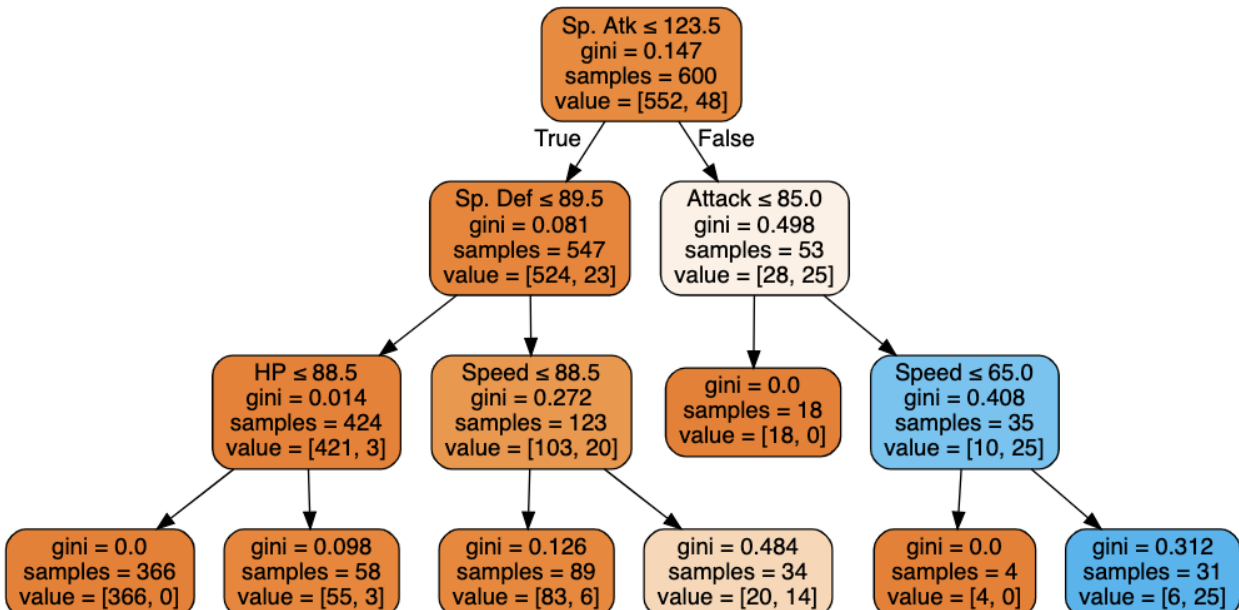 Sp. Atk ≤ 123.5
gini = 0.147
samples = 600
value = [552, 48]
True
False
Sp. Def ≤ 89.5
gini = 0.081
samples = 547
value = [524, 23]
Attack ≤ 85.0
gini = 0.498
samples = 53
value = [28, 25]
HP ≤ 88.5
gini = 0.014
samples = 424
value = [421, 3]
Speed ≤ 88.5
gini = 0.272
samples = 123
value = [103, 20]
gini = 0.0
samples = 18
value = [18, 0]
Speed ≤ 65.0
gini = 0.408
samples = 35
value = [10, 25]
gini = 0.0
samples = 366
value = [366, 0]
gini = 0.098
samples = 58
value = [55, 3]
gini = 0.126
samples = 89
value = [83, 6]
gini = 0.484
samples = 34
value = [20, 14]
gini = 0.0
samples = 4
value = [4, 0]
gini = 0.312
samples = 31
value = [6, 25]